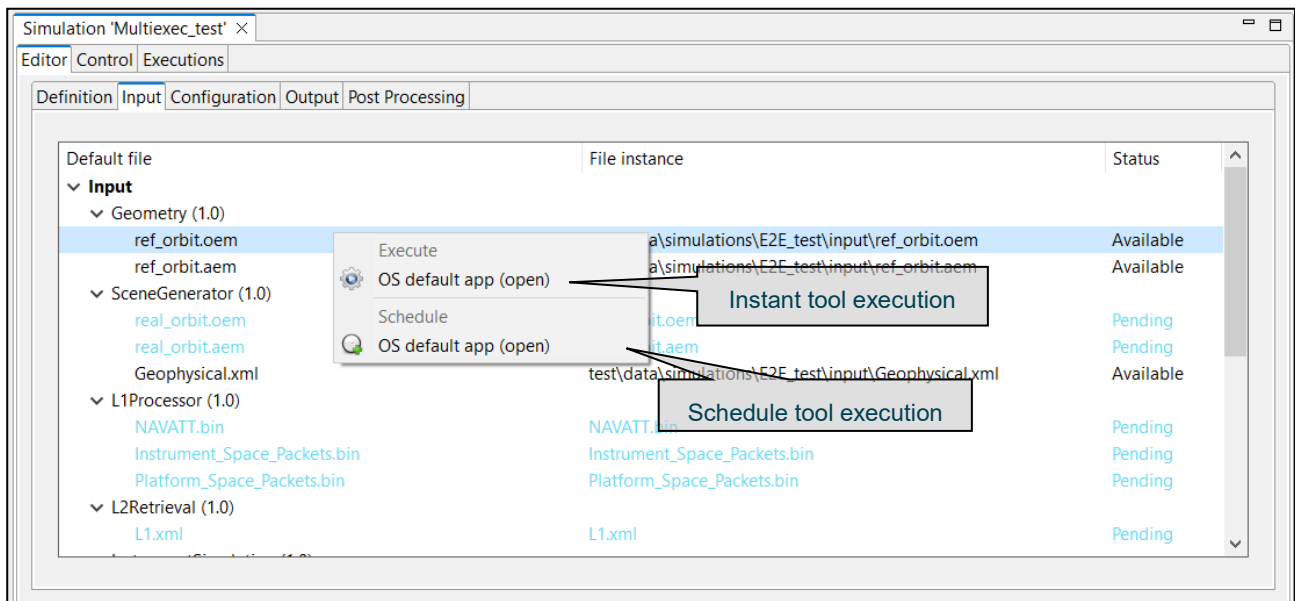 Simulation 'Multiexec_test'
Editor Control Executions
Definition Input Configuration Output Post Processing
Default file File instance Status
Input
Geometry (1.0)
ref_orbit.oem a\simulations\E2E_test\input\ref_orbit.oem Available
Execute
ref_orbit.aem a\simulations\E2E_test\input\ref_orbit.aem Available
OS default app (open)
Instant tool execution
SceneGenerator (1.0)
Schedule
real_orbit.oem it.oem Pending
real_orbit.aem it.aem Pending
OS default app (open)
Geophysical.xml test\data\simulations\E2E_test\input\Geophysical.xml Available
L1Processor (1.0)
Schedule tool execution
NAVATT.bin NAVATT.bin Pending
Instrument_Space_Packets.bin Instrument_Space_Packets.bin Pending
Platform_Space_Packets.bin Platform_Space_Packets.bin Pending
L2Retrieval (1.0)
L1.xml L1.xml Pending